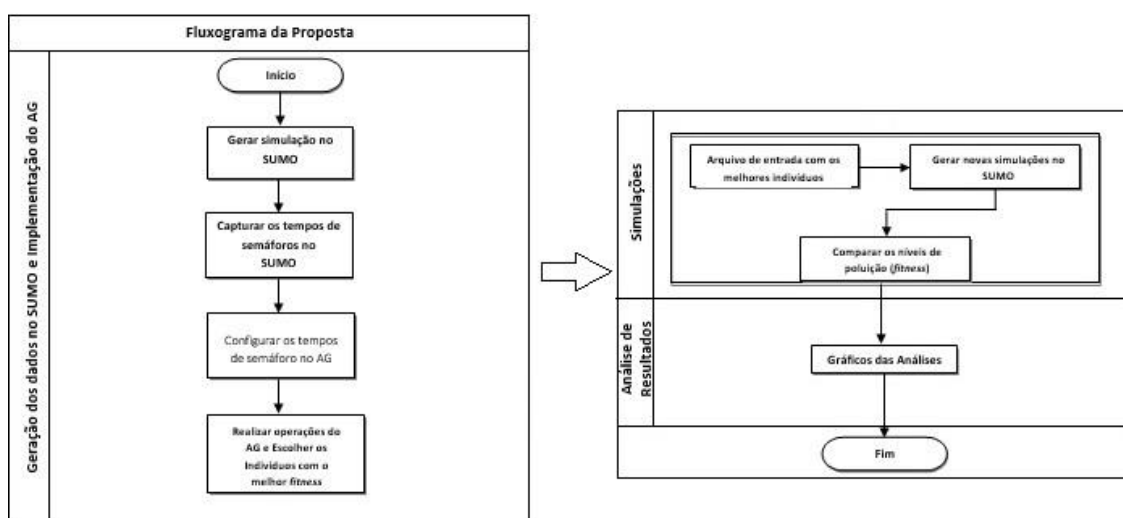 Fluxograma da Proposta
Geração dos dados no SUMO e Implementação do AG
Início
Gerar simulação no
SUMO
Capturar os tempos de
semáforos no
SUMO
Configurar os tempos
de semáforo no AG
Realizar operações do
AG e Escolher os
Indivíduos com o
melhor fitness
Simulações
Arquivo de entrada com os
melhores indivíduos
Gerar novas simulações no
SUMO
Comparar os níveis de
poluição (fitness)
Análise de
Resultados
Gráficos das Análises
Fim